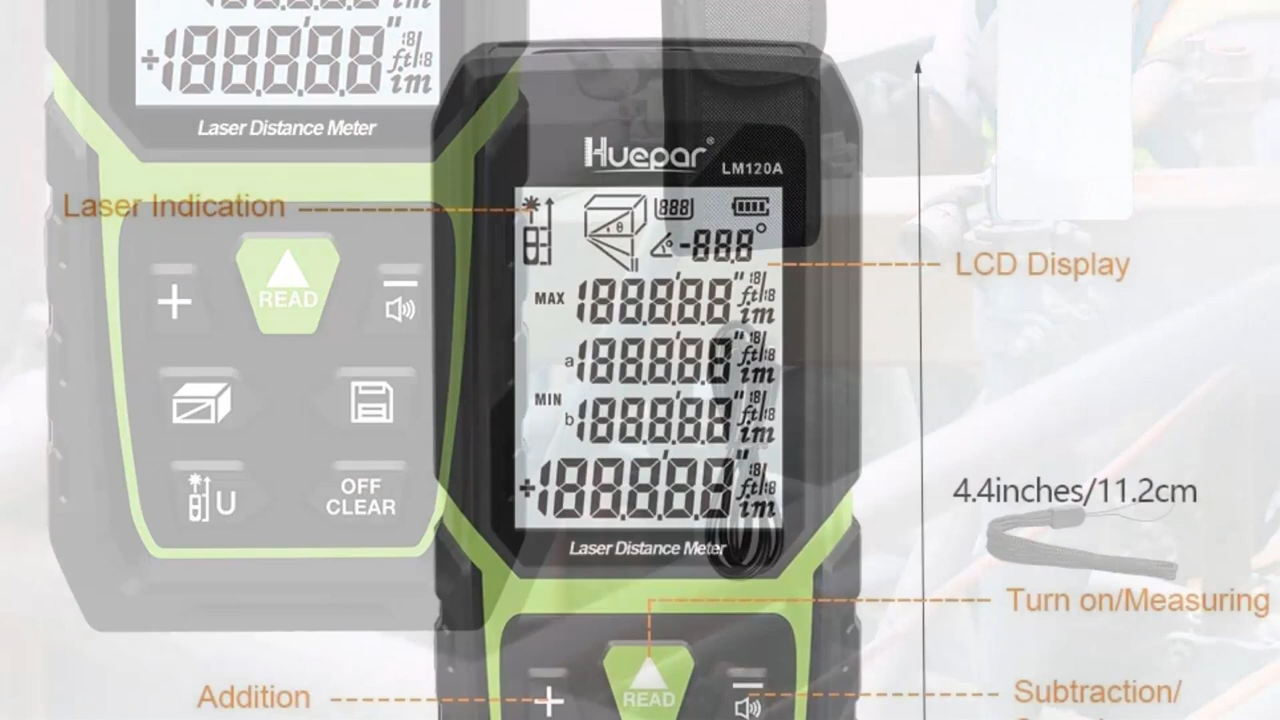 Laser Distance Meter
Huepar®
LM120A
Laser Indication
LCD Display
READ
MAX
a
MIN
b
OFF
CLEAR
U
4.4inches/11.2cm
Laser Distance Meter
Turn on/Measuring
READ
Addition
Subtraction/